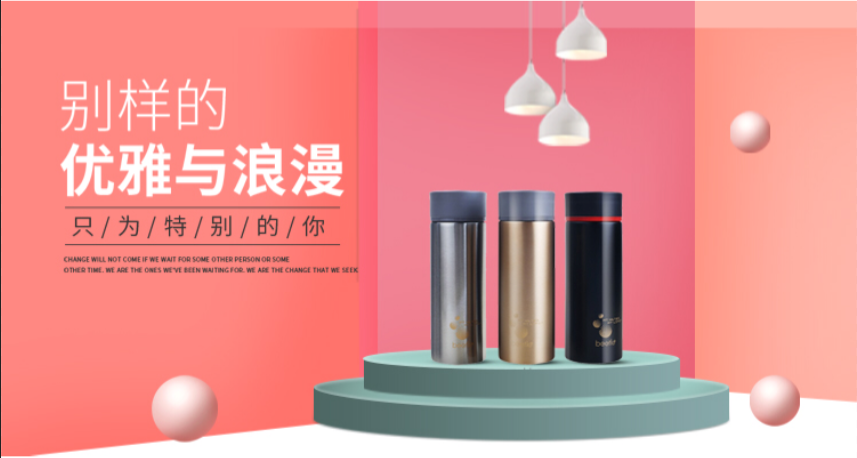 别样的
优雅与浪漫
只/为/特/别/的/你
CHANGE WILL NOT COME IF WE WAIT FOR SOME OTHER PERSON OR SOME
OTHER TIME. WE ARE THE ONE'S WE'VE BEEN WAITING FOR. WE ARE THE CHANGE THAT WE SEEK